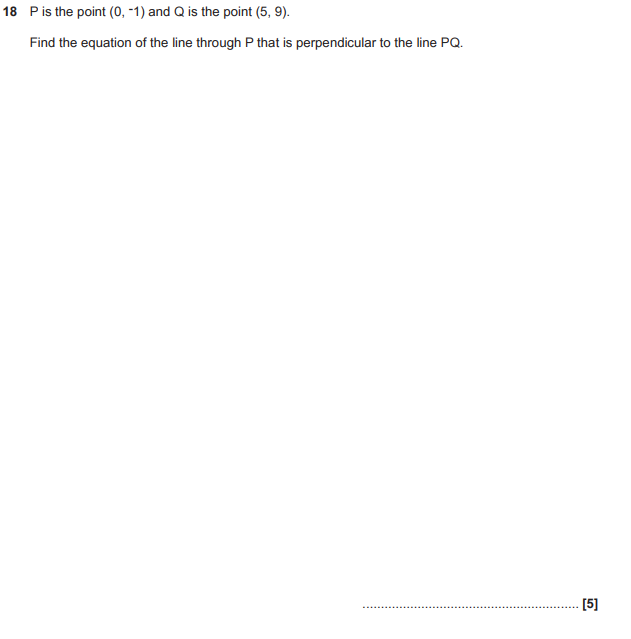 18 P is the point (0, ⁻1) and Q is the point (5, 9).
Find the equation of the line through P that is perpendicular to the line PQ.
............................................................ [5]